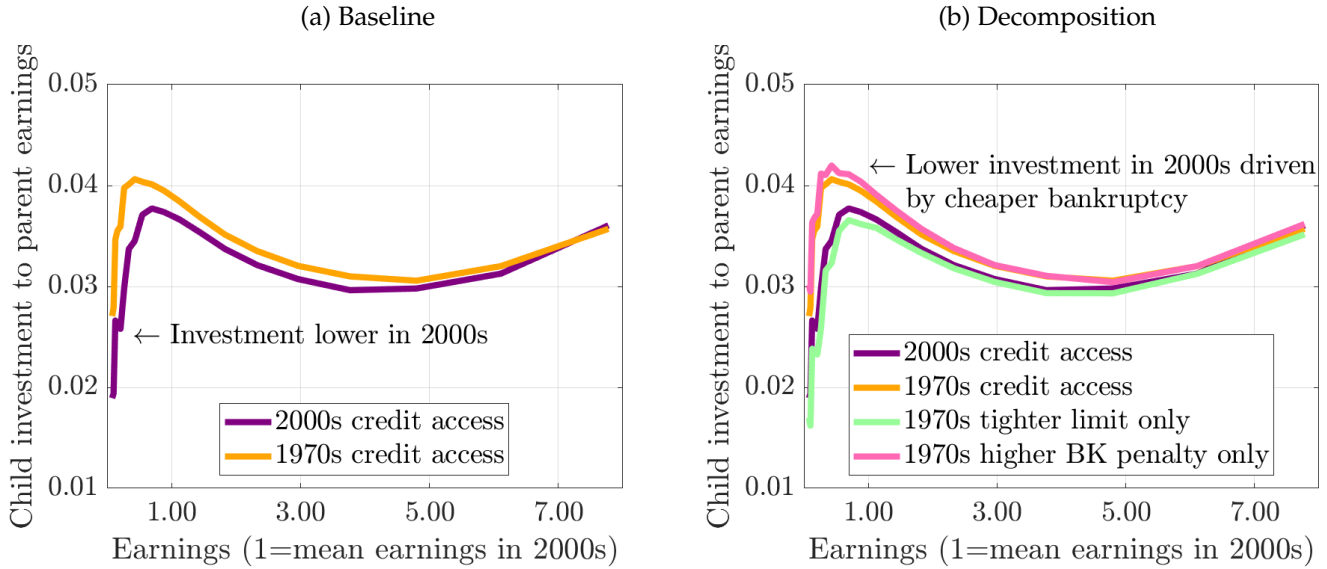 (a) Baseline
Child investment to parent earnings
0.05
0.04
0.03
0.02
0.01
← Investment lower in 2000s
2000s credit access
1970s credit access
1.00 3.00 5.00 7.00
Earnings (1=mean earnings in 2000s)
(b) Decomposition
Child investment to parent earnings
0.05
0.04
0.03
0.02
0.01
← Lower investment in 2000s driven
by cheaper bankruptcy
2000s credit access
1970s credit access
1970s tighter limit only
1970s higher BK penalty only
1.00 3.00 5.00 7.00
Earnings (1=mean earnings in 2000s)